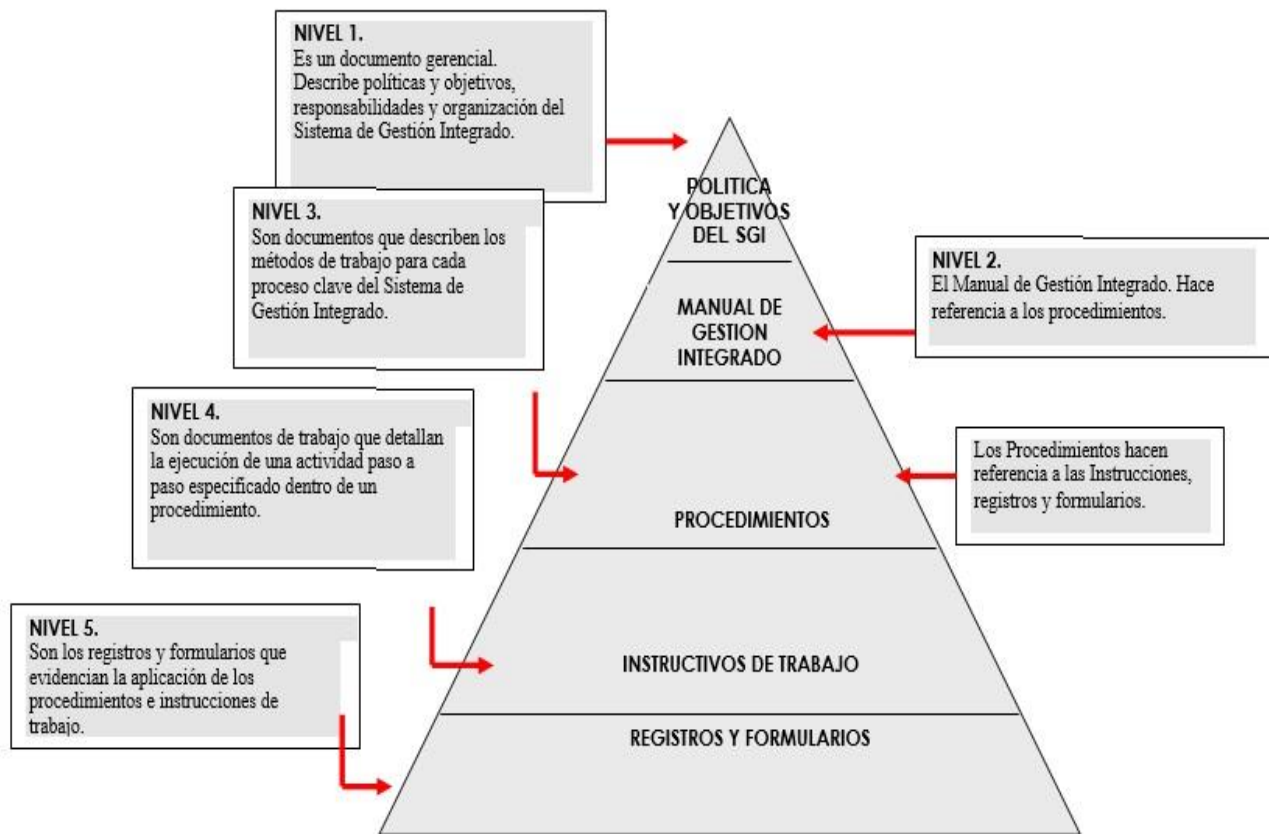 NIVEL 1.
Es un documento gerencial.
Describe políticas y objetivos,
responsabilidades y organización del
Sistema de Gestión Integrado.
POLITICA
Y OBJETIVOS
DEL SGI
NIVEL 3.
Son documentos que describen los
métodos de trabajo para cada
proceso clave del Sistema de
Gestión Integrado.
NIVEL 2.
El Manual de Gestión Integrado. Hace
referencia a los procedimientos.
MANUAL DE
GESTION
INTEGRADO
NIVEL 4.
Son documentos de trabajo que detallan
la ejecución de una actividad paso a
paso especificado dentro de un
procedimiento.
Los Procedimientos hacen
referencia a las Instrucciones,
registros y formularios.
PROCEDIMIENTOS
NIVEL 5.
Son los registros y formularios que
evidencian la aplicación de los
procedimientos e instrucciones de
trabajo.
INSTRUCTIVOS DE TRABAJO
REGISTROS Y FORMULARIOS